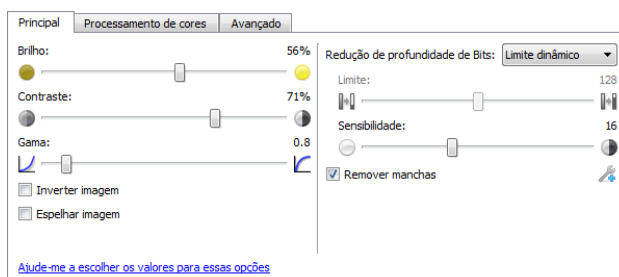 Principal Processamento de cores Avançado
Brilho: 56%
Contraste: 71%
Gama: 0.8
Inverter imagem
Espelhar imagem
Ajude-me a escolher os valores para essas opções
Redução de profundidade de Bits: Limite dinâmico
Limite: 128
Sensibilidade: 16
Remover manchas